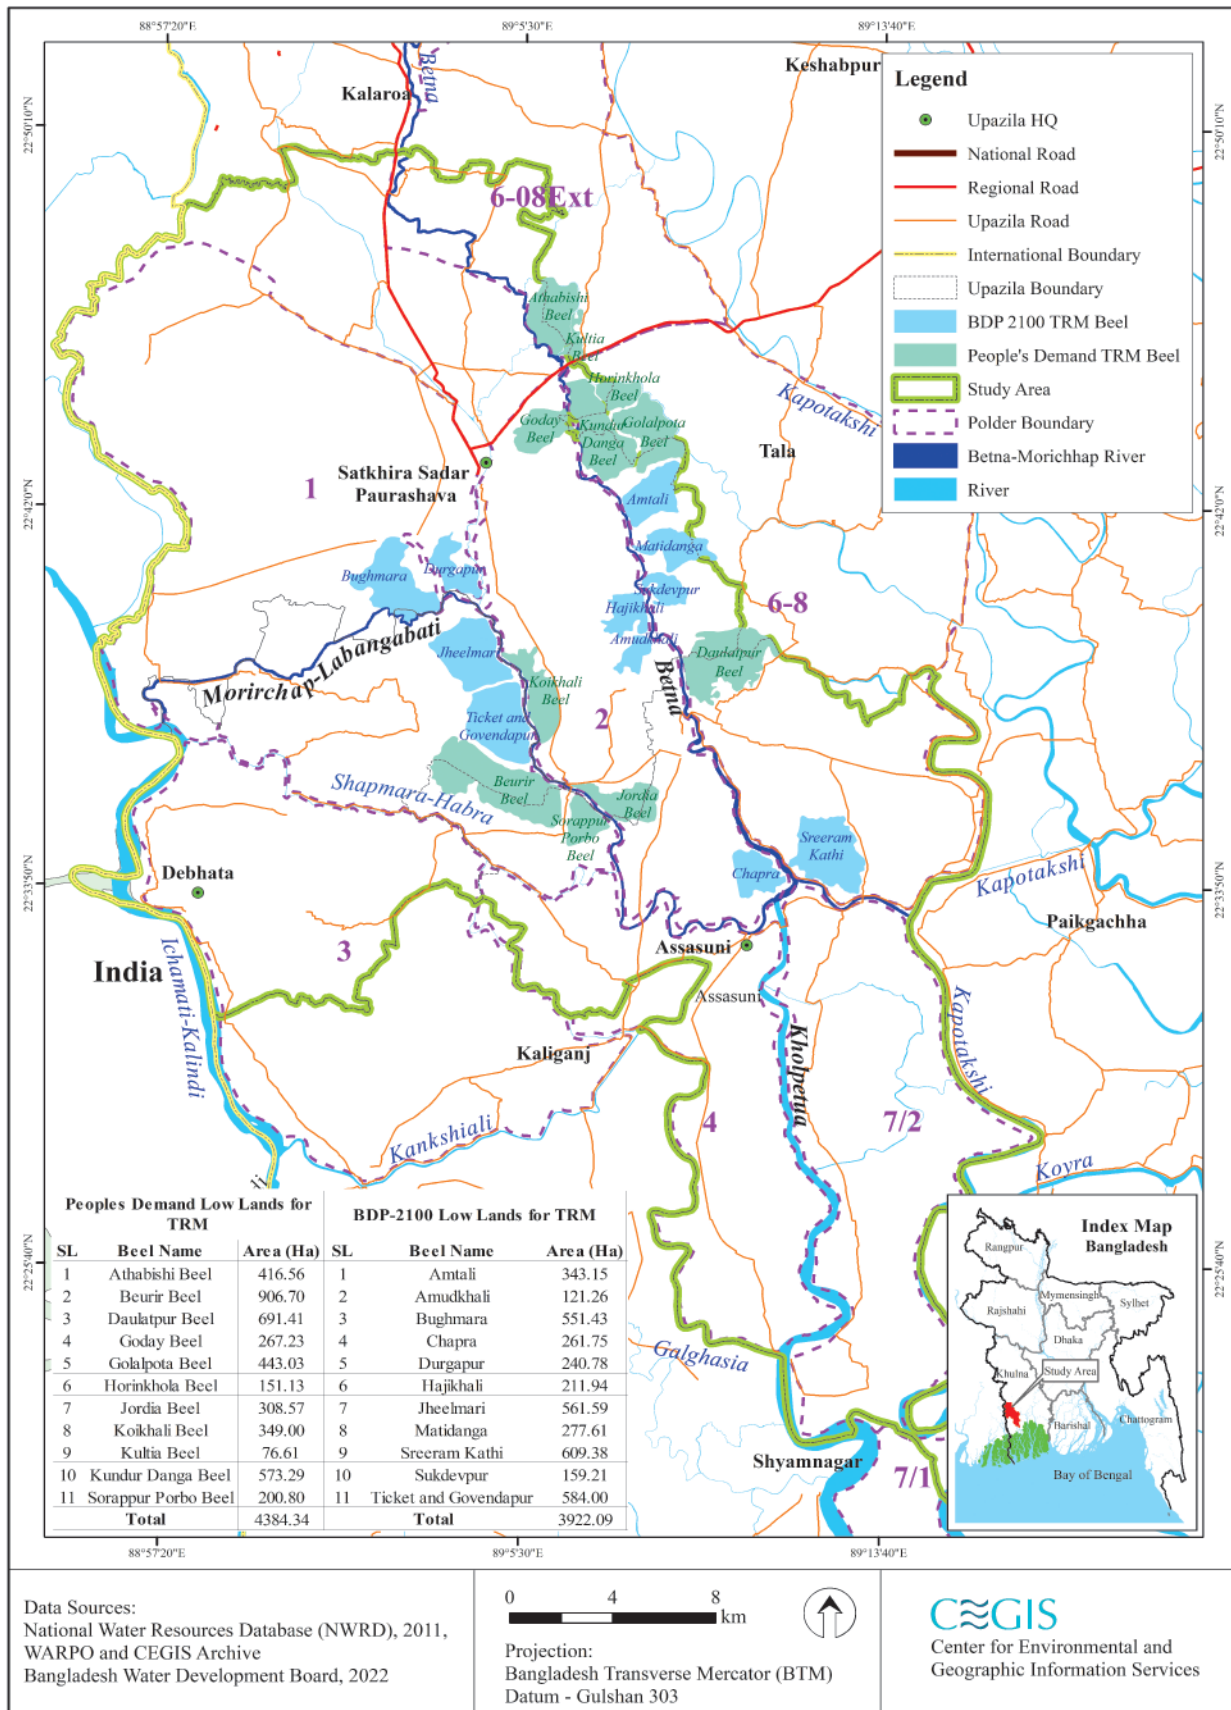 88°57'20"E
89°5'30"E
89°13'40"E
22°50'10"N
22°42'0"N
22°33'50"N
22°25'40"N
22°50'10"N
22°42'0"N
22°33'50"N
22°25'40"N
Kalaroa
Betna
Keshabpur
6-08Ext
Legend
Upazila HQ
National Road
Regional Road
Upazila Road
International Boundary
Upazila Boundary
BDP 2100 TRM Beel
People's Demand TRM Beel
Study Area
Polder Boundary
Betna-Morichhap River
River
Athabishi
Beel
Kultia
Beel
Horinkhola
Beel
Goday
Beel
Kundur
Danga
Beel
Golalpota
Beel
Kapotakshi
Tala
Satkhira Sadar
Paurashava
1
Amtali
Matidanga
Bughmara
Durgapur
Sukdevpur
Hajikhali
Amudkhali
6-8
Morirchap-Labangabati
Jheelmari
Betna
Daulatpur
Beel
Koikhali
Beel
2
Ticket and
Govendapur
Shapmara-Habra
Beurir
Beel
Jordia
Beel
Sorappur
Porbo
Beel
Sreeram
Kathi
Chapra
Debhata
Kapotakshi
Paikgachha
3
India
Assasuni
Assasuni
Ichamati-Kalindi
Kaliganj
Kholpetua
Kapotakshi
Kankshiali
4
7/2
Koyra
Galghasia
Shyamnagar
7/1
Peoples Demand Low Lands for
TRM
BDP-2100 Low Lands for TRM
SL Beel Name Area (Ha) SL Beel Name Area (Ha)
1 Athabishi Beel 416.56 1 Amtali 343.15
2 Beurir Beel 906.70 2 Amudkhali 121.26
3 Daulatpur Beel 691.41 3 Bughmara 551.43
4 Goday Beel 267.23 4 Chapra 261.75
5 Golalpota Beel 443.03 5 Durgapur 240.78
6 Horinkhola Beel 151.13 6 Hajikhali 211.94
7 Jordia Beel 308.57 7 Jheelmari 561.59
8 Koikhali Beel 349.00 8 Matidanga 277.61
9 Kultia Beel 76.61 9 Sreeram Kathi 609.38
10 Kundur Danga Beel 573.29 10 Sukdevpur 159.21
11 Sorappur Porbo Beel 200.80 11 Ticket and Govendapur 584.00
Total 4384.34 Total 3922.09
Index Map
Bangladesh
Rangpur
Mymensingh
Sylhet
Rajshahi
Dhaka
Khulna
Study Area
Barishal
Chattogram
Bay of Bengal
88°57'20"E
89°5'30"E
89°13'40"E
Data Sources:
National Water Resources Database (NWRD), 2011,
WARPO and CEGIS Archive
Bangladesh Water Development Board, 2022
0 4 8
km
Projection:
Bangladesh Transverse Mercator (BTM)
Datum - Gulshan 303
CEGIS
Center for Environmental and
Geographic Information Services